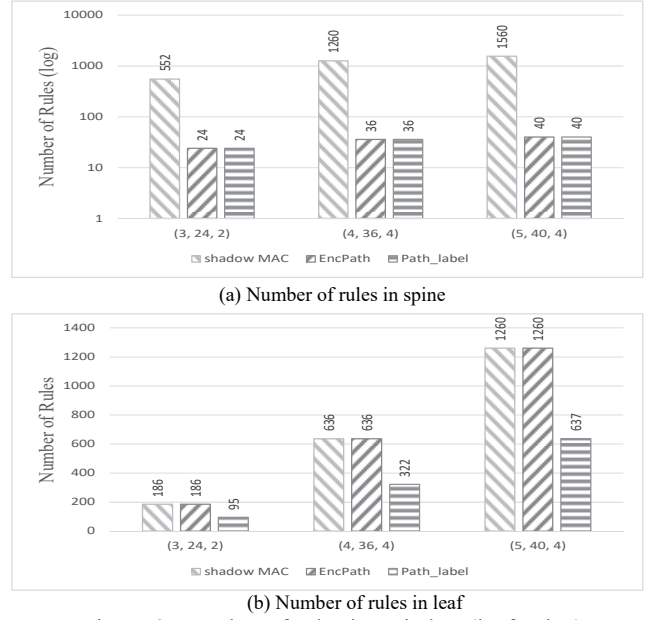 10000
1000
100
10
1
Number of Rules (log)
552
24
24
1260
36
36
1560
40
40
(3, 24, 2)
(4, 36, 4)
(5, 40, 4)
shadow MAC
EncPath
Path_label
(a) Number of rules in spine
1400
1200
1000
800
600
400
200
0
Number of Rules
186
186
95
636
636
322
1260
1260
637
(3, 24, 2)
(4, 36, 4)
(5, 40, 4)
shadow MAC
EncPath
Path_label
(b) Number of rules in leaf